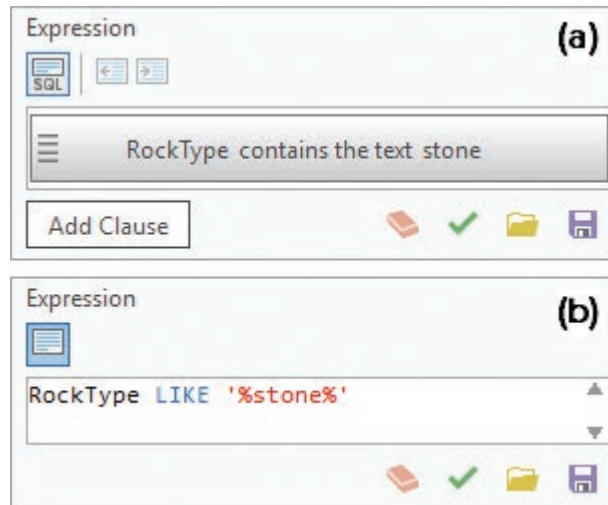 Expression
(a)
SQL
RockType contains the text stone
Add Clause
Expression
(b)
RockType LIKE '%stone%'